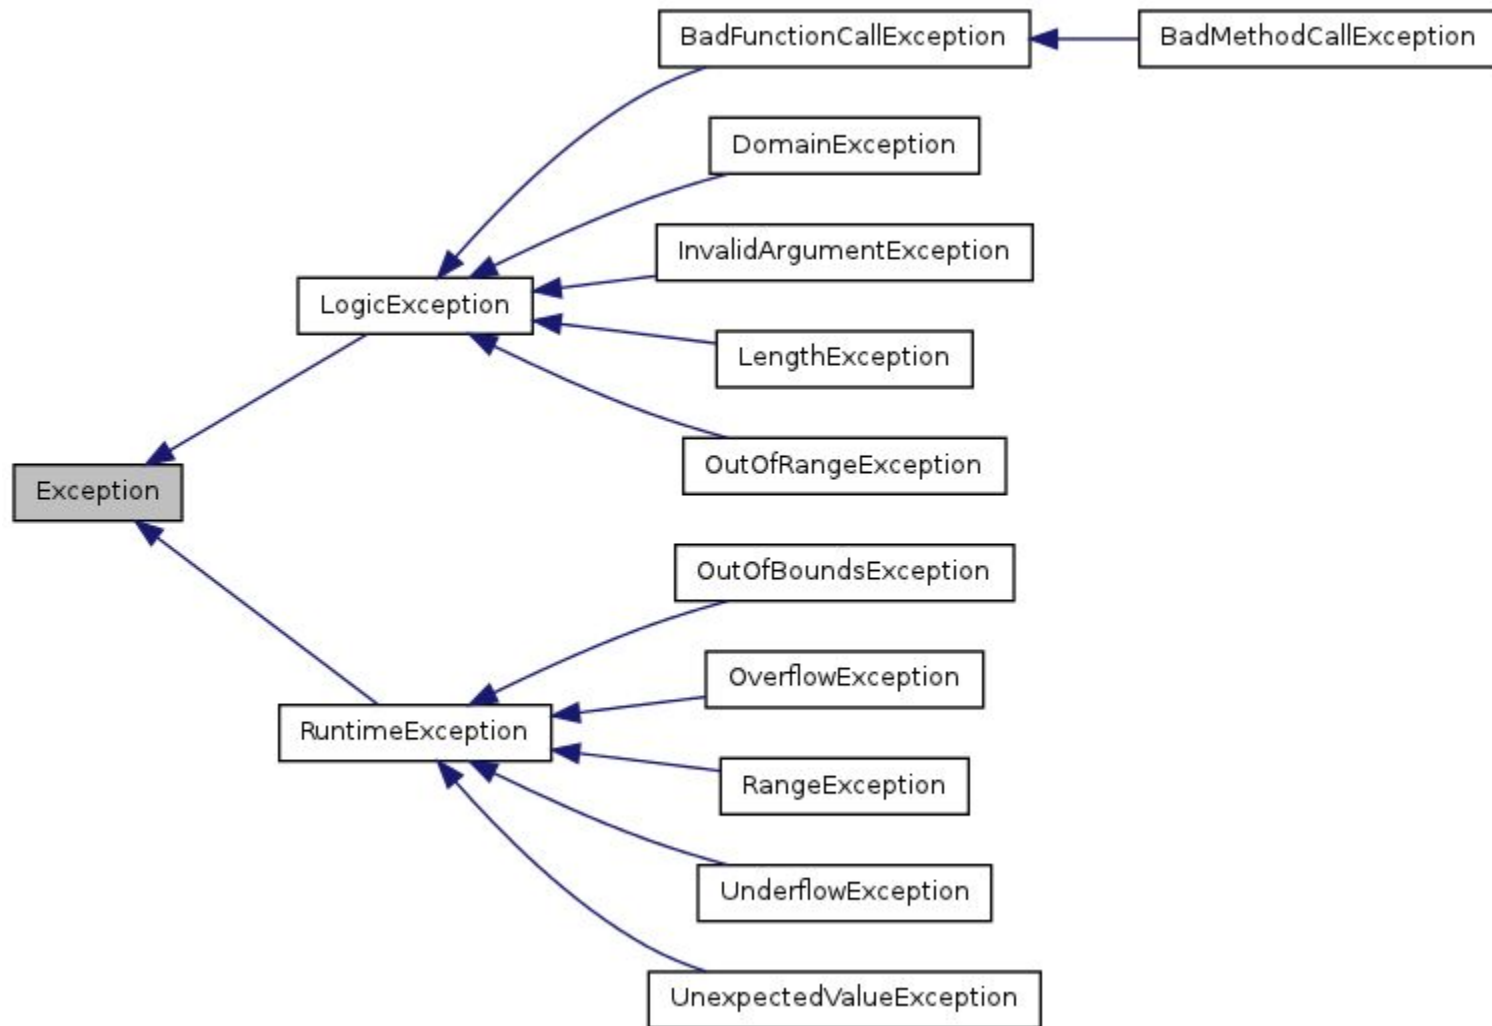 BadFunctionCallException
BadMethodCallException
DomainException
InvalidArgumentException
LogicException
LengthException
OutOfRangeException
Exception
OutOfBoundsException
OverflowException
RuntimeException
RangeException
UnderflowException
UnexpectedValueException